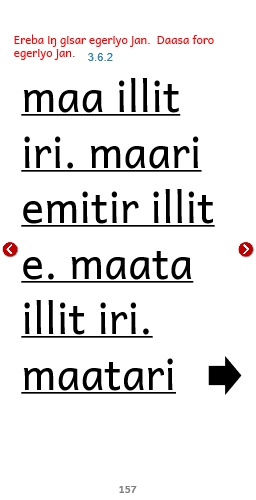 Ereba iŋ gisar egeriyo jan.  Daasa foro
egeriyo jan.   3.6.2
maa illit
iri. maari
emitir illit
e. maata
illit iri.
maatari
157